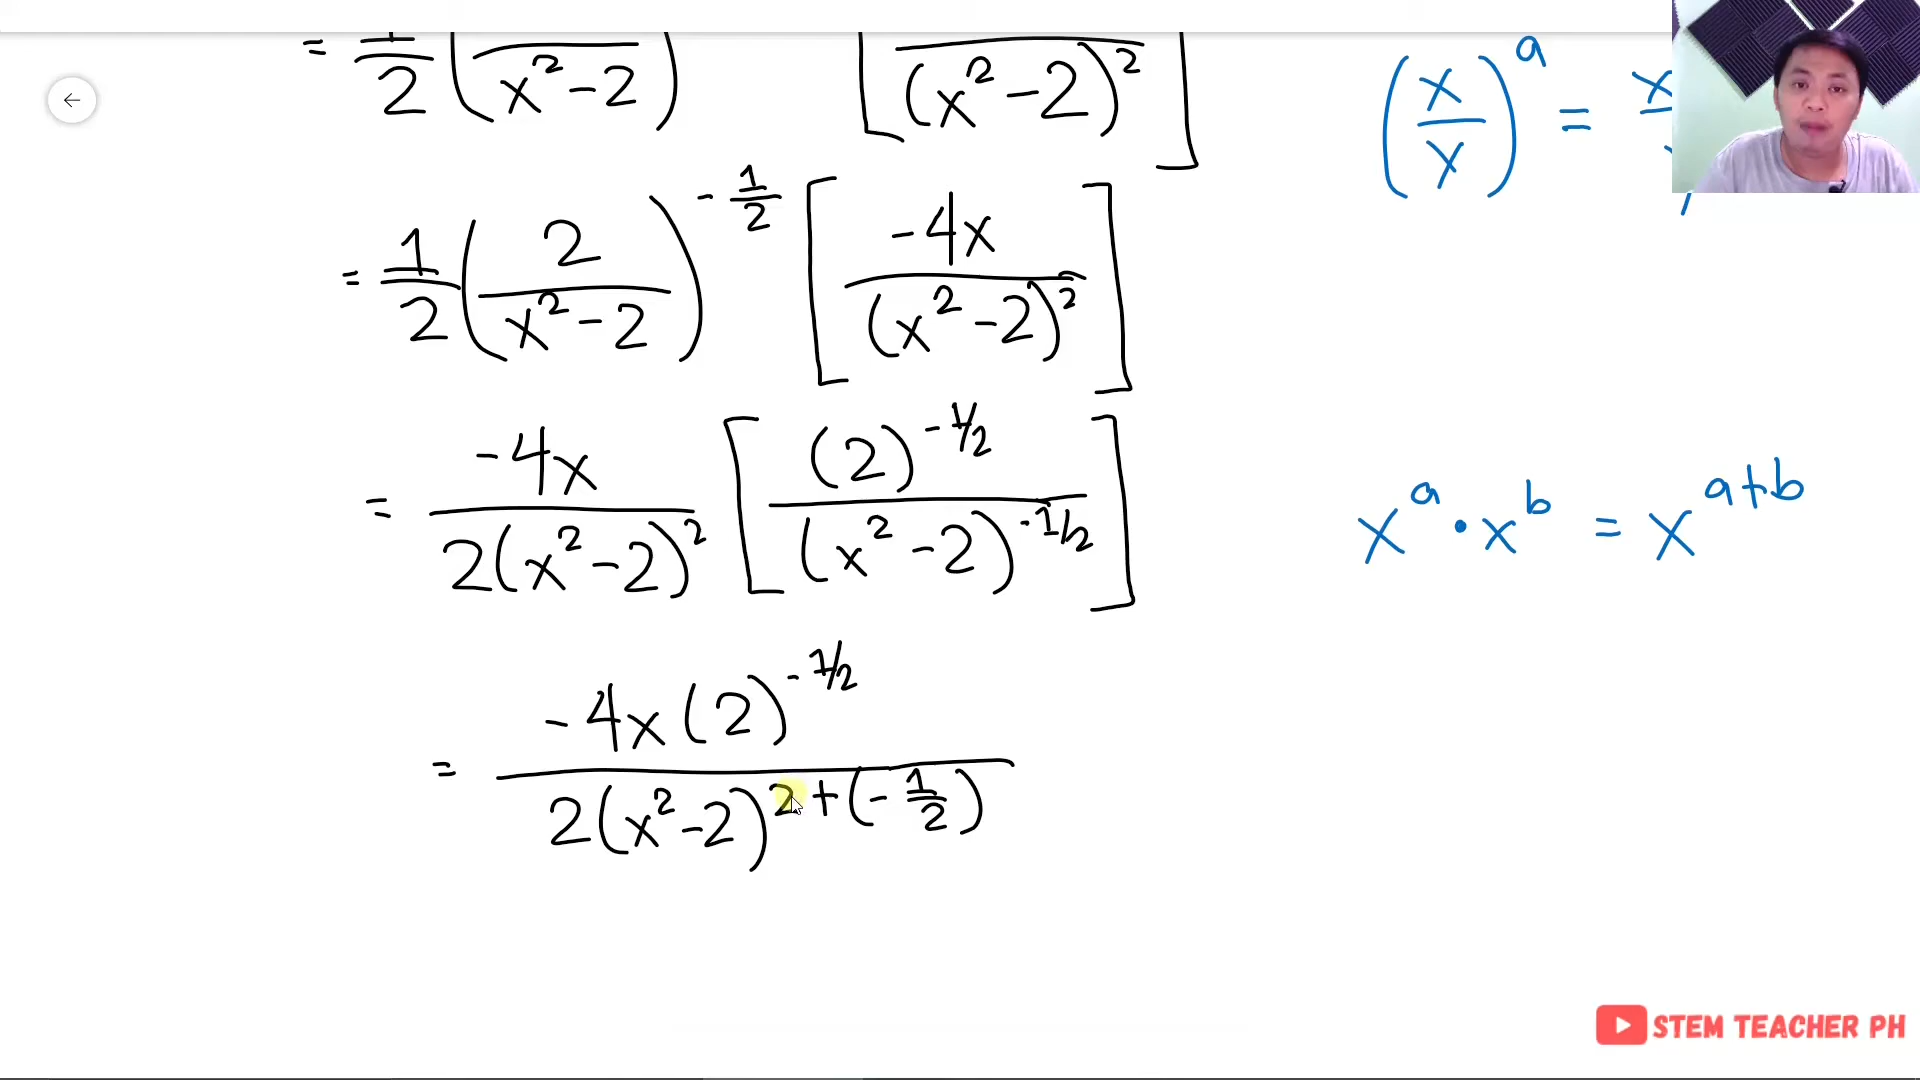 = 1/2 ( / x² - 2 ) [ / (x² - 2)² ]
(x/y)^a = x
= 1/2 (2 / x² - 2)^(-1/2) [ -4x / (x² - 2)² ]
= -4x / 2(x² - 2)² [ (2)^(-1/2) / (x² - 2)^(-1/2) ]
x^a • x^b = x^(a+b)
= -4x(2)^(-1/2) / 2(x² - 2)^(2+(-1/2))
STEM TEACHER PH